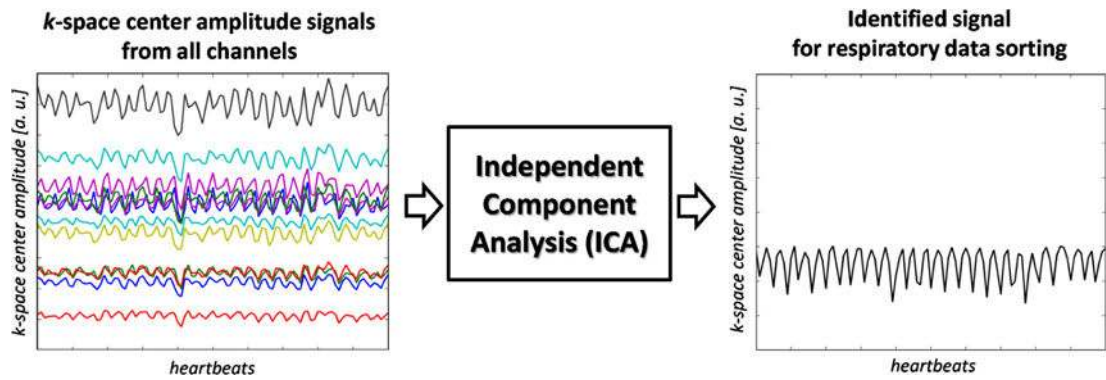 k-space center amplitude signals
from all channels
k-space center amplitude [a. u.]
heartbeats
Independent
Component
Analysis (ICA)
Identified signal
for respiratory data sorting
k-space center amplitude [a. u.]
heartbeats